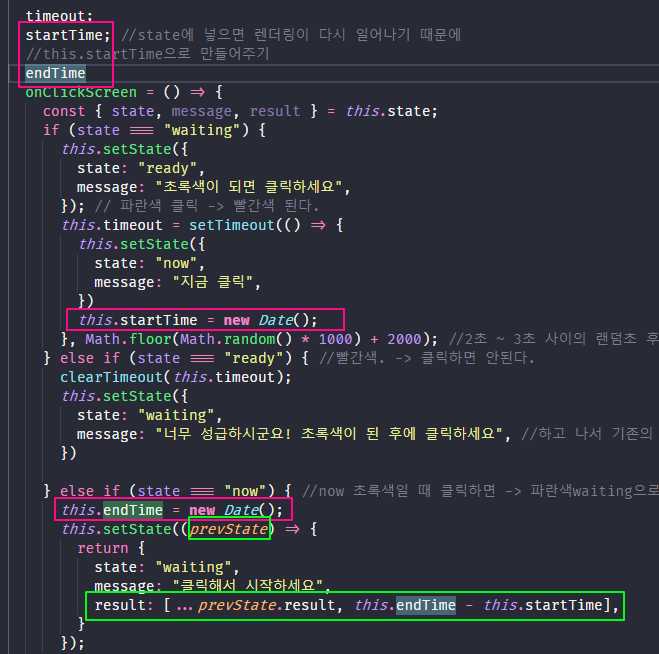 timeout;
startTime; //state에 넣으면 렌더링이 다시 일어나기 때문에
//this.startTime으로 만들어주기
endTime
onClickScreen = () => {
const { state, message, result } = this.state;
if (state === "waiting") {
this.setState({
state: "ready",
message: "초록색이 되면 클릭하세요",
}); // 파란색 클릭 -> 빨간색 된다.
this.timeout = setTimeout(() => {
this.setState({
state: "now",
message: "지금 클릭",
})
this.startTime = new Date();
}, Math.floor(Math.random() * 1000) + 2000); //2초 ~ 3초 사이의 랜덤초 후
} else if (state === "ready") { //빨간색. -> 클릭하면 안된다.
clearTimeout(this.timeout);
this.setState({
state: "waiting",
message: "너무 성급하시군요! 초록색이 된 후에 클릭하세요", //하고 나서 기존의
})
} else if (state === "now") { //now 초록색일 때 클릭하면 -> 파란색waiting으로
this.endTime = new Date();
this.setState((prevState) => {
return {
state: "waiting",
message: "클릭해서 시작하세요",
result: [...prevState.result, this.endTime - this.startTime],
}
});